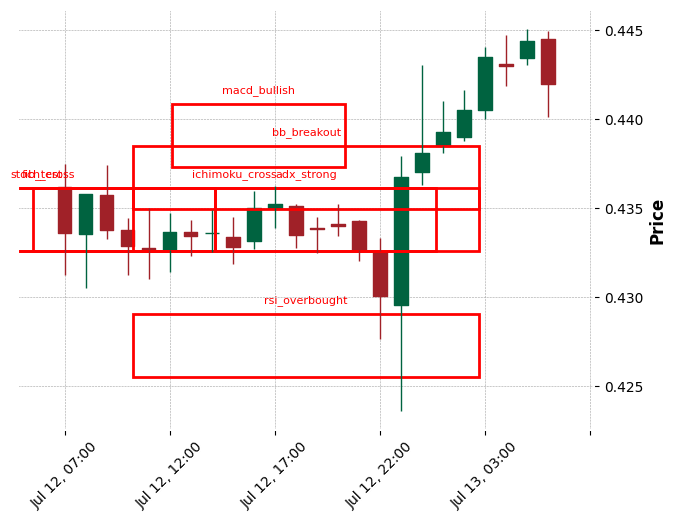 0.445
macd_bullish
0.440
bb_breakout
ichimoku_cross
adx_strong
0.435
Price
0.430
rsi_overbought
0.425
Jul 12, 07:00
Jul 12, 12:00
Jul 12, 17:00
Jul 12, 22:00
Jul 13, 03:00